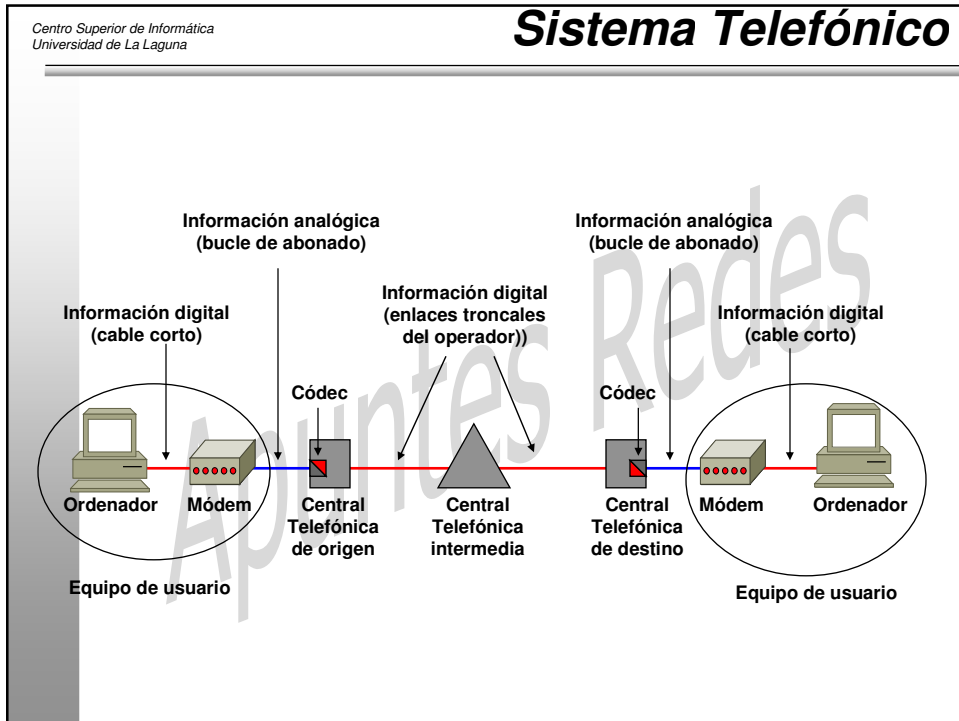 Centro Superior de Informática
Universidad de La Laguna
Sistema Telefónico
Información analógica
(bucle de abonado)
Información analógica
(bucle de abonado)
Información digital
(cable corto)
Información digital
(enlaces troncales
del operador))
Información digital
(cable corto)
Códec
Códec
Ordenador
Módem
Central
Telefónica
de origen
Central
Telefónica
intermedia
Central
Telefónica
de destino
Módem
Ordenador
Equipo de usuario
Equipo de usuario
Apuntes Redes